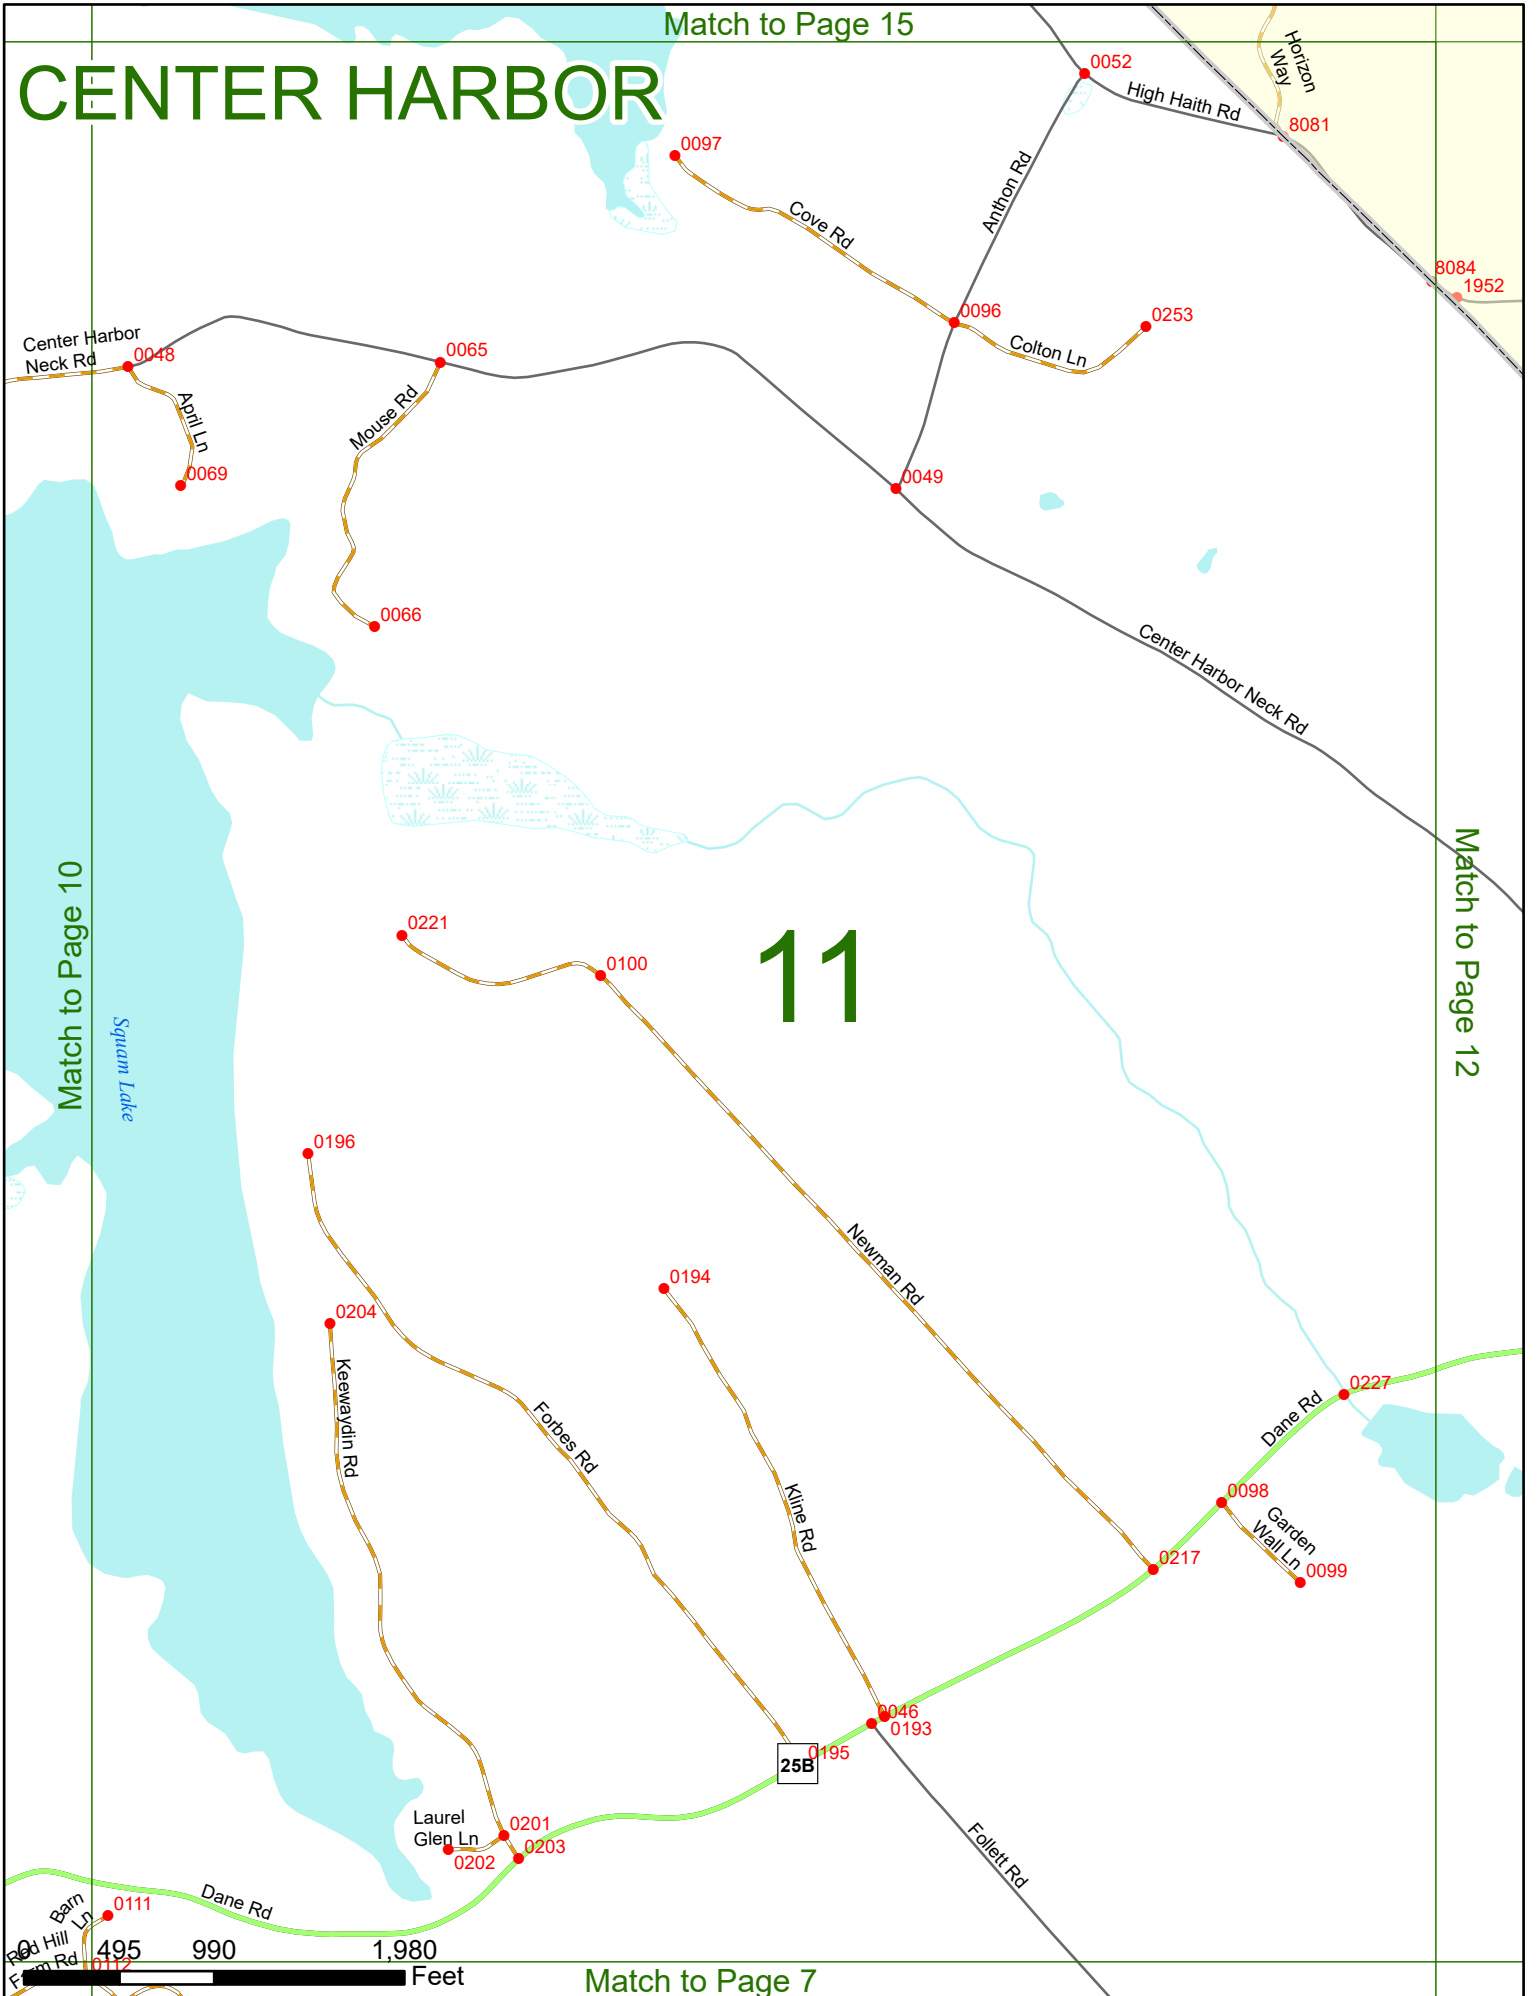 Match to Page 15
CENTER HARBOR
0052
Horizon
Way
High Haith Rd
8081
0097
Anthon Rd
Cove Rd
8084
1952
0096
0253
Center Harbor
Neck Rd
0048
0065
Colton Ln
April Ln
Mouse Rd
0069
0049
0066
Center Harbor Neck Rd
Match to Page 10
Match to Page 12
0221
0100
11
Squam Lake
0196
Newman Rd
0194
0204
Keewaydin Rd
0227
Dane Rd
Forbes Rd
Kline Rd
0098
Garden
Wall Ln
0217
0099
0046
0193
0195
25B
Laurel
Glen Ln
0201
0202
0203
Follett Rd
Dane Rd
Barn
Ln
0111
Red Hill
Farm Rd
0112
0 495 990 1,980
Feet
Match to Page 7